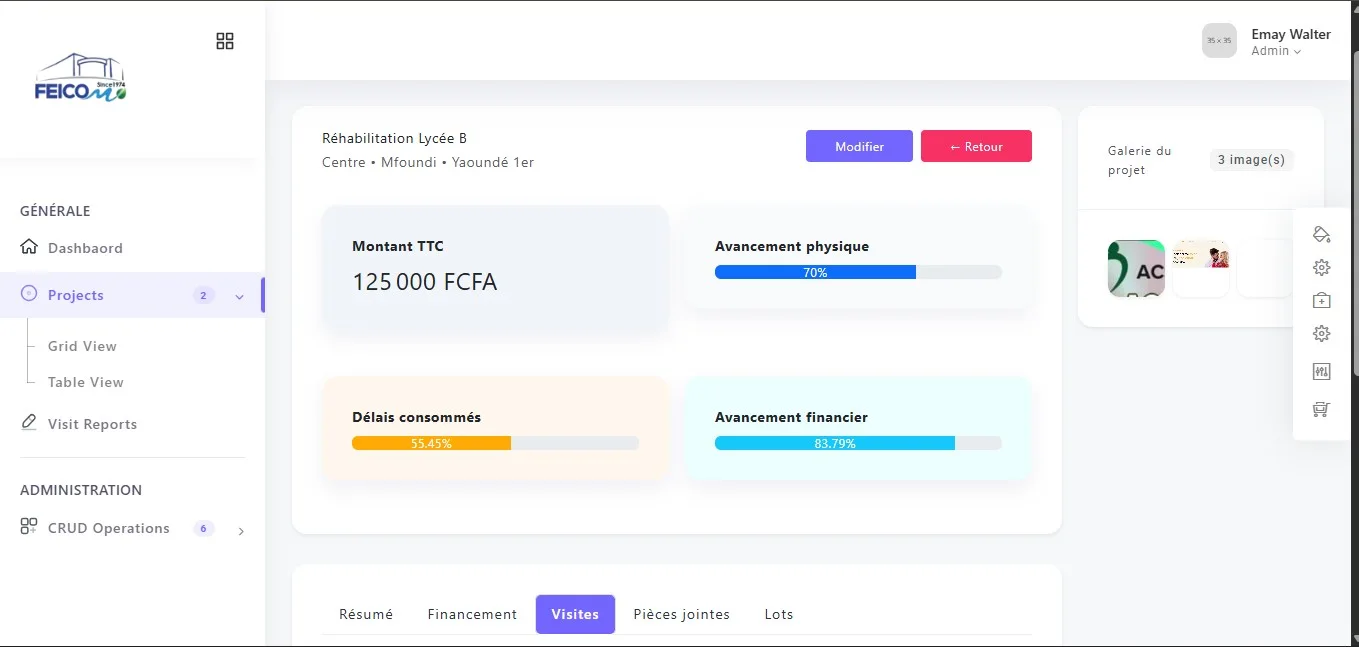 FEICOM
Since1974
35 × 35
Emay Walter
Admin
GÉNÉRALE
Dashbaord
Projects
2
Grid View
Table View
Visit Reports
ADMINISTRATION
CRUD Operations
6
Réhabilitation Lycée B
Centre • Mfoundi • Yaoundé 1er
Modifier
← Retour
Montant TTC
125 000 FCFA
Avancement physique
70%
Délais consommés
55.45%
Avancement financier
83.79%
Galerie du
projet
3 image(s)
AC
Résumé
Financement
Visites
Pièces jointes
Lots